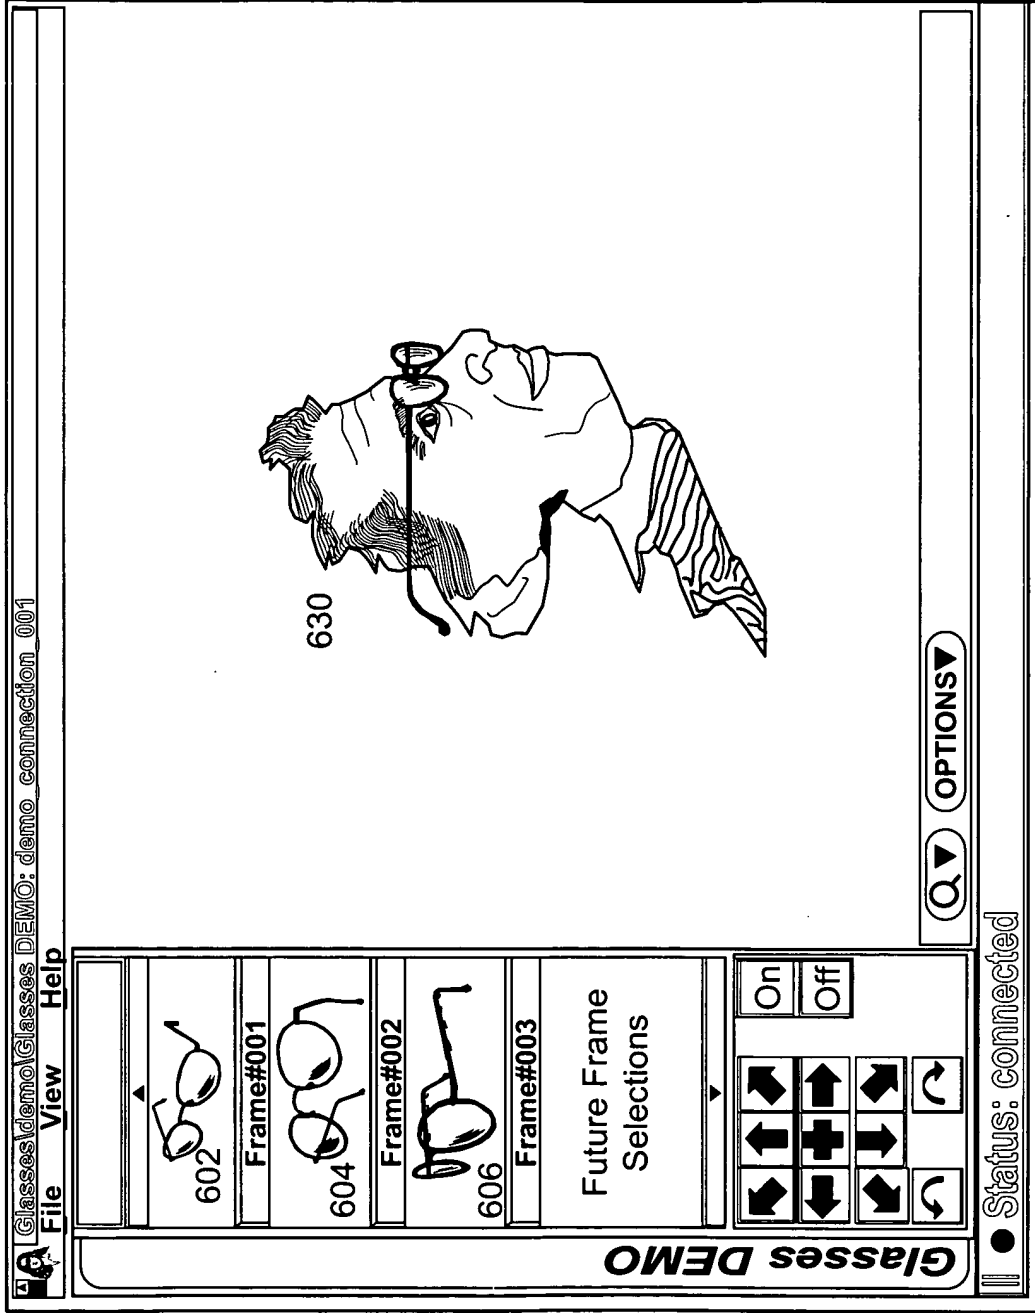 Glasses\demo\Glasses DEMO: demo_connection_001
File View Help
Glasses DEMO
602
Frame#001
604
Frame#002
606
Frame#003
Future Frame
Selections
On
Off
630
OPTIONS
Status: connected